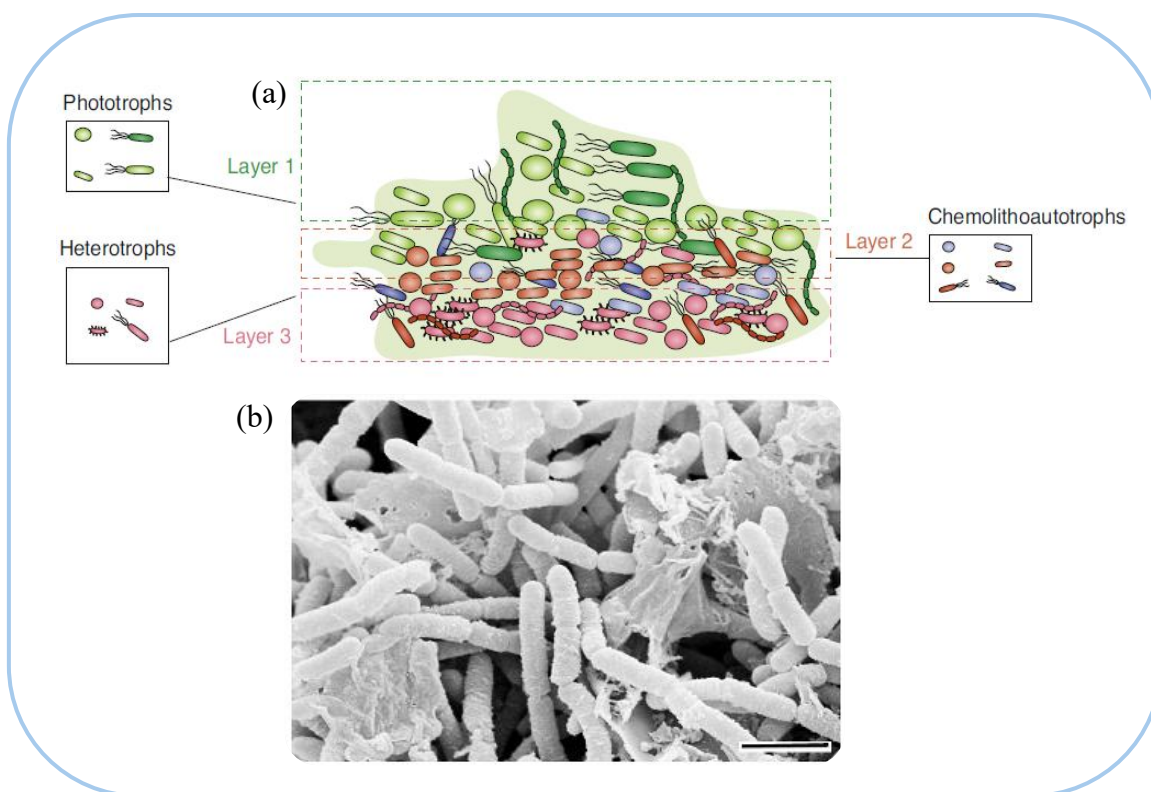 (a)
Phototrophs
Layer 1
Chemolithoautotrophs
Layer 2
Heterotrophs
Layer 3
(b)